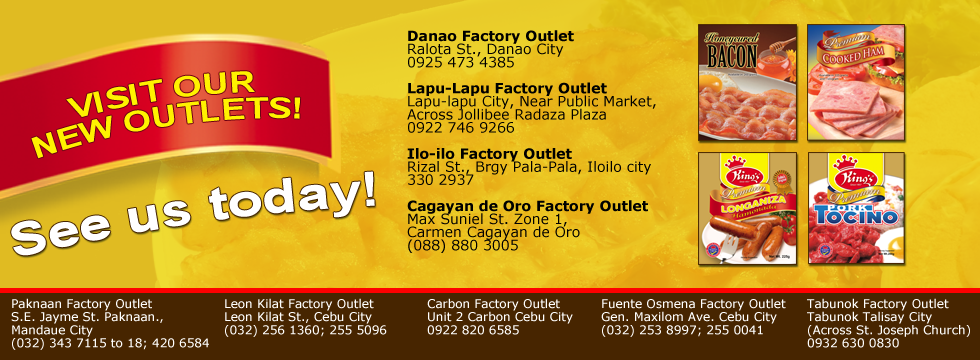 VISIT OUR
NEW OUTLETS!
See us today!
Danao Factory Outlet
Ralota St., Danao City
0925 473 4385
Lapu-Lapu Factory Outlet
Lapu-lapu City, Near Public Market,
Across Jollibee Radaza Plaza
0922 746 9266
Ilo-ilo Factory Outlet
Rizal St., Brgy Pala-Pala, Iloilo city
330 2937
Cagayan de Oro Factory Outlet
Max Suniel St. Zone 1,
Carmen Cagayan de Oro
(088) 880 3005
Honeycured
BACON
Premium
COOKED HAM
King's
Premium
LONGANIZA
Hamonado
King's
Premium
PORK
TOCINO
Paknaan Factory Outlet
S.E. Jayme St. Paknaan.,
Mandaue City
(032) 343 7115 to 18; 420 6584
Leon Kilat Factory Outlet
Leon Kilat St., Cebu City
(032) 256 1360; 255 5096
Carbon Factory Outlet
Unit 2 Carbon Cebu City
0922 820 6585
Fuente Osmena Factory Outlet
Gen. Maxilom Ave. Cebu City
(032) 253 8997; 255 0041
Tabunok Factory Outlet
Tabunok Talisay City
(Across St. Joseph Church)
0932 630 0830